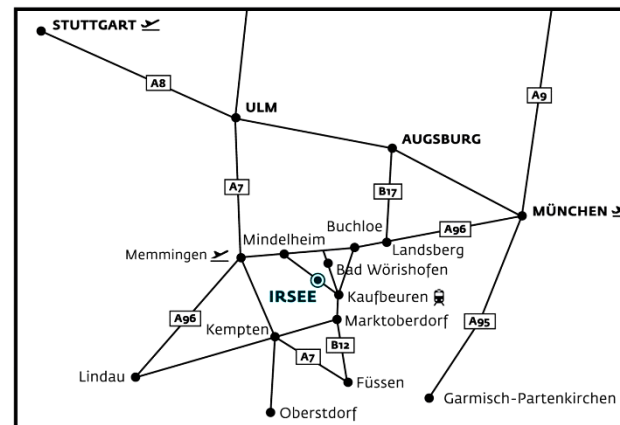 STUTTGART
A8
A9
ULM
AUGSBURG
A7
B17
MÜNCHEN
Buchloe
A96
Mindelheim
Landsberg
Memmingen
Bad Wörishofen
IRSEE
Kaufbeuren
A96
Marktoberdorf
A95
Kempten
B12
A7
Lindau
Füssen
Garmisch-Partenkirchen
Oberstdorf